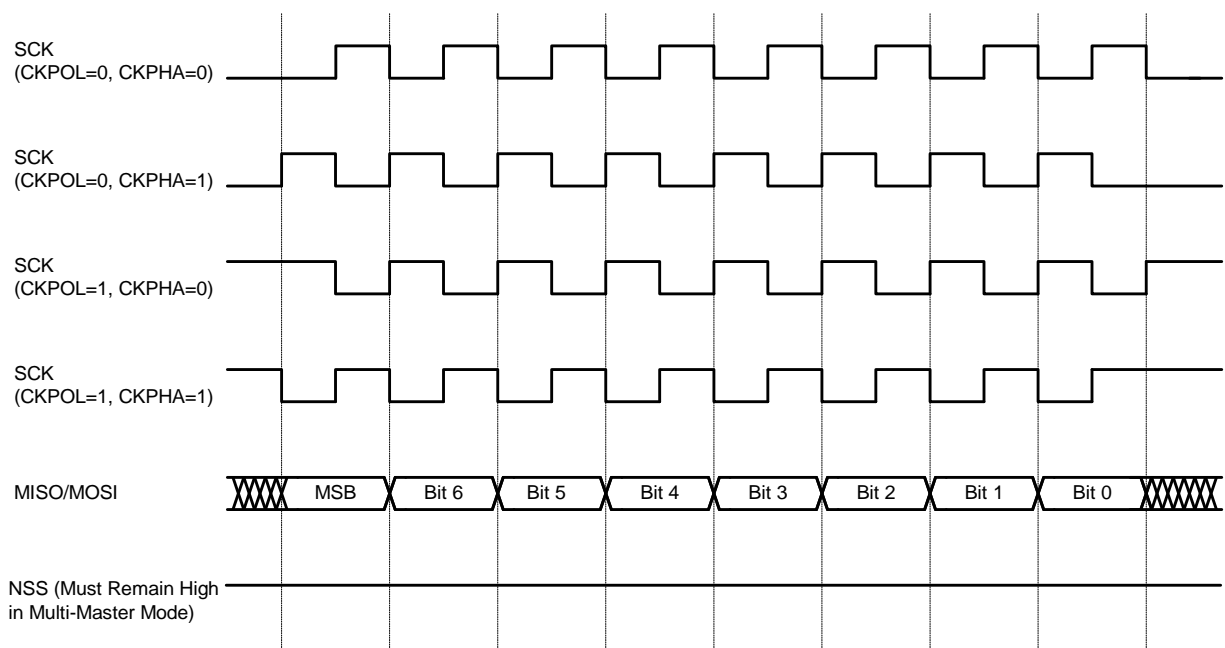 SCK
(CKPOL=0, CKPHA=0)
SCK
(CKPOL=0, CKPHA=1)
SCK
(CKPOL=1, CKPHA=0)
SCK
(CKPOL=1, CKPHA=1)
MISO/MOSI MSB Bit 6 Bit 5 Bit 4 Bit 3 Bit 2 Bit 1 Bit 0
NSS (Must Remain High
in Multi-Master Mode)